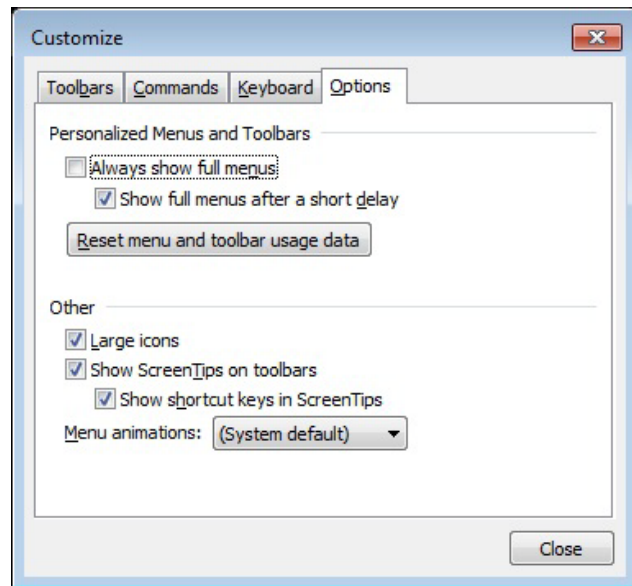 Customize
Toolbars Commands Keyboard Options
Personalized Menus and Toolbars
Always show full menus
Show full menus after a short delay
Reset menu and toolbar usage data
Other
Large icons
Show ScreenTips on toolbars
Show shortcut keys in ScreenTips
Menu animations: (System default)
Close